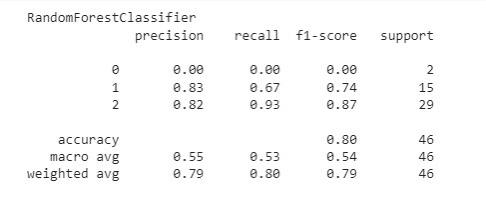 RandomForestClassifier
precision recall f1-score support
0 0.00 0.00 0.00 2
1 0.83 0.67 0.74 15
2 0.82 0.93 0.87 29
accuracy 0.80 46
macro avg 0.55 0.53 0.54 46
weighted avg 0.79 0.80 0.79 46